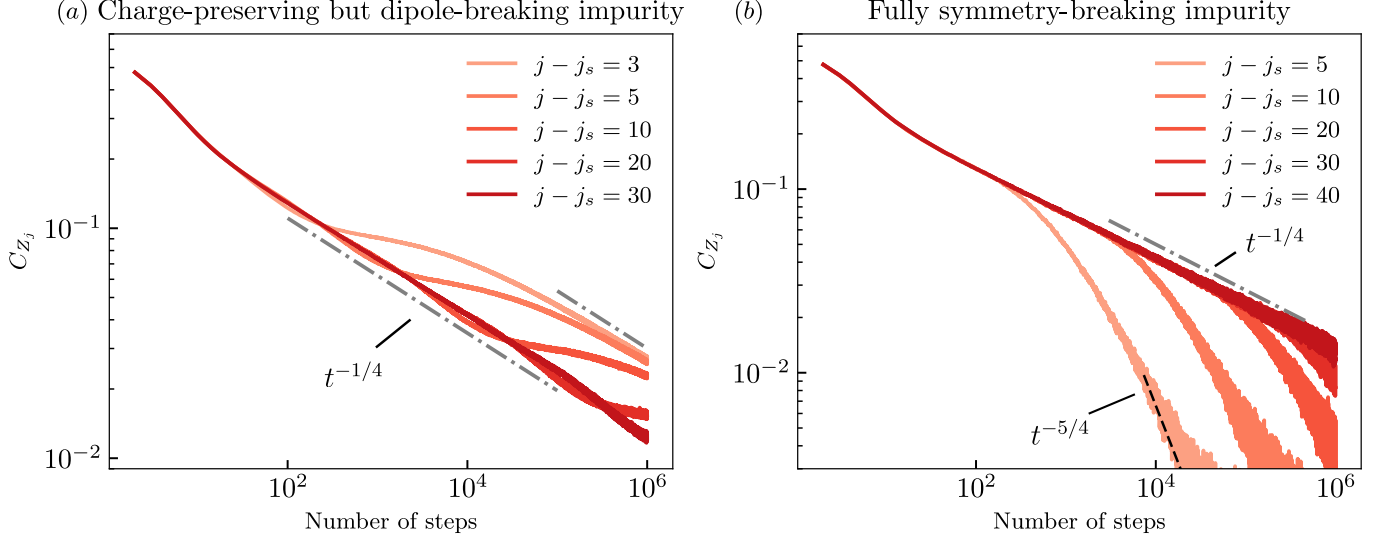 (a) Charge-preserving but dipole-breaking impurity
j − j_s = 3
j − j_s = 5
j − j_s = 10
j − j_s = 20
j − j_s = 30
10^{-1}
10^{-2}
C_{Z_j}
t^{-1/4}
10^2
10^4
10^6
Number of steps
(b) Fully symmetry-breaking impurity
j − j_s = 5
j − j_s = 10
j − j_s = 20
j − j_s = 30
j − j_s = 40
10^{-1}
10^{-2}
C_{Z_j}
t^{-1/4}
t^{-5/4}
10^2
10^4
10^6
Number of steps